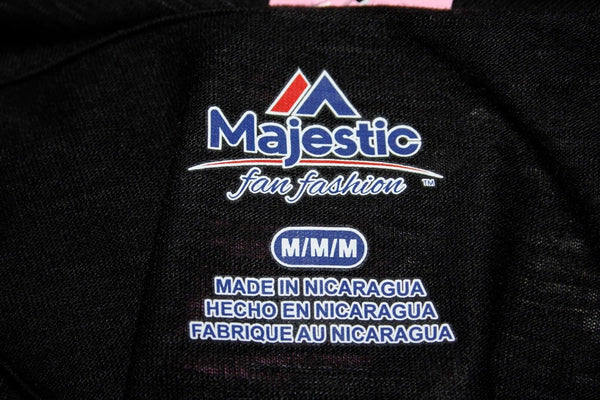 Majestic
fan fashion ™
M/M/M
MADE IN NICARAGUA
HECHO EN NICARAGUA
FABRIQUE AU NICARAGUA